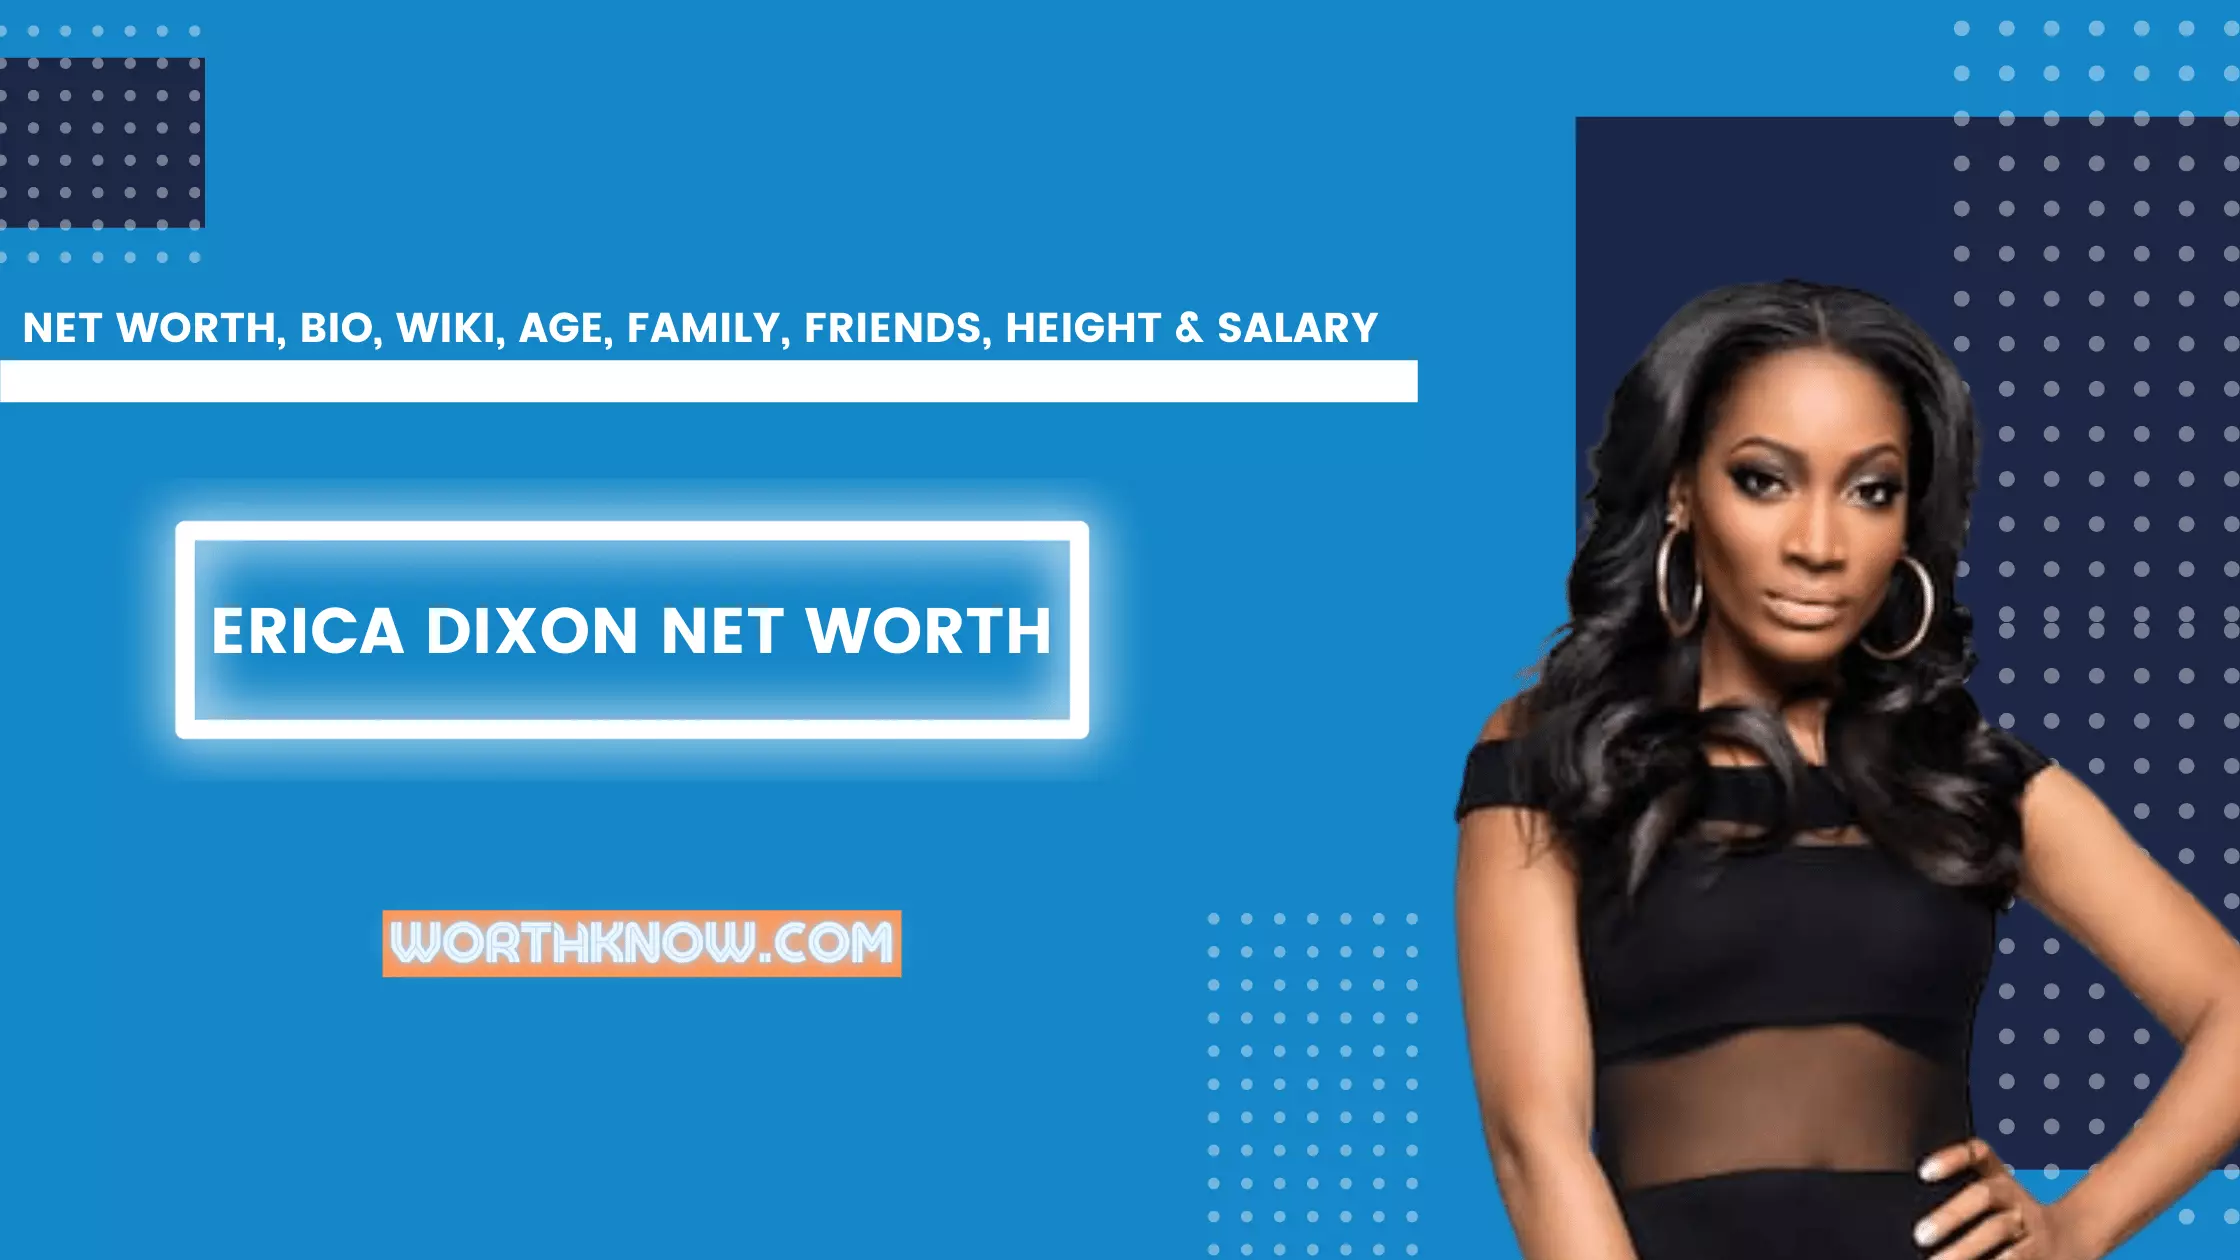 NET WORTH, BIO, WIKI, AGE, FAMILY, FRIENDS, HEIGHT & SALARY
ERICA DIXON NET WORTH
WORTHKNOW.COM